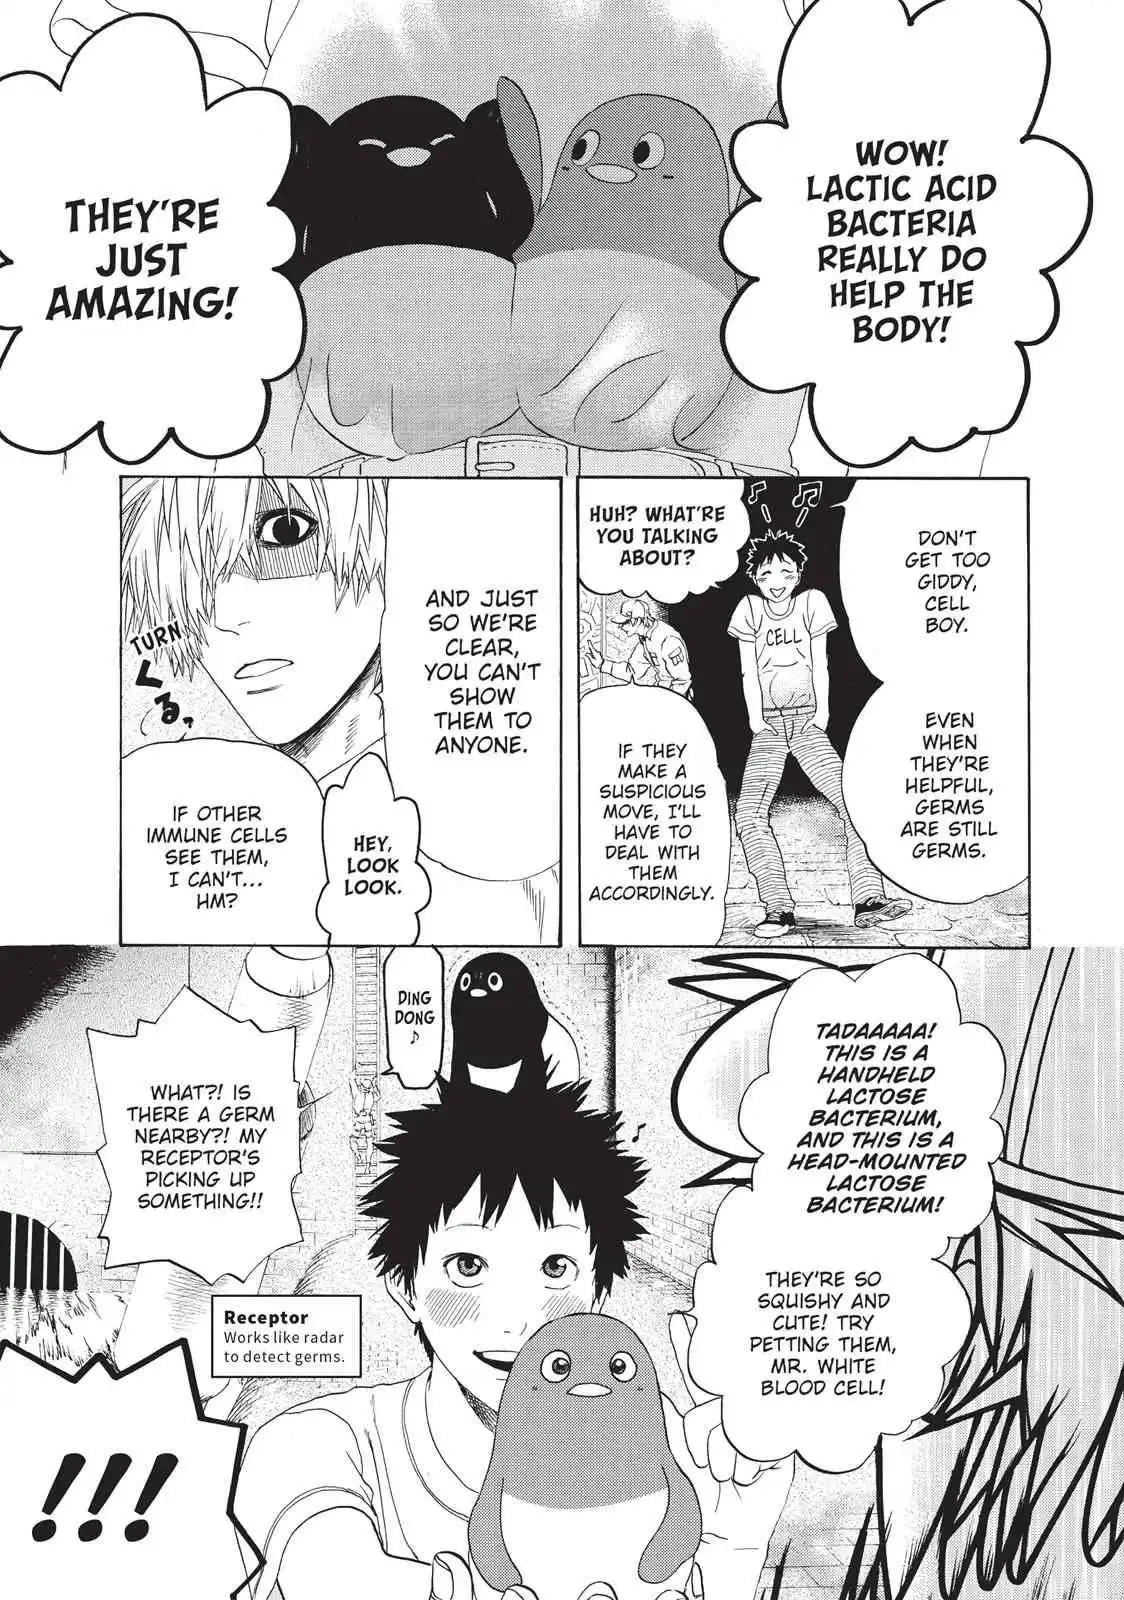 WOW!
LACTIC ACID
BACTERIA
REALLY DO
HELP THE
BODY!
THEY'RE
JUST
AMAZING!
DON'T
GET TOO
GIDDY,
CELL
BOY.
EVEN
WHEN
THEY'RE
HELPFUL,
GERMS
ARE STILL
GERMS.
CELL
HUH? WHAT'RE
YOU TALKING
ABOUT?
IF THEY
MAKE A
SUSPICIOUS
MOVE, I'LL
HAVE TO
DEAL WITH
THEM
ACCORDINGLY.
AND JUST
SO WE'RE
CLEAR,
YOU CAN'T
SHOW
THEM TO
ANYONE.
TURN
くるっ
HEY,
LOOK
LOOK.
IF OTHER
IMMUNE CELLS
SEE THEM,
I CAN'T...
HM?
TADAAAAA!
THIS IS A
HANDHELD
LACTOSE
BACTERIUM,
AND THIS IS A
HEAD-MOUNTED
LACTOSE
BACTERIUM!
THEY'RE SO
SQUISHY AND
CUTE! TRY
PETTING THEM,
MR. WHITE
BLOOD CELL!
DING
DONG
♪
WHAT?! IS
THERE A GERM
NEARBY?! MY
RECEPTOR'S
PICKING UP
SOMETHING!!
Receptor
Works like radar
to detect germs.
!!!